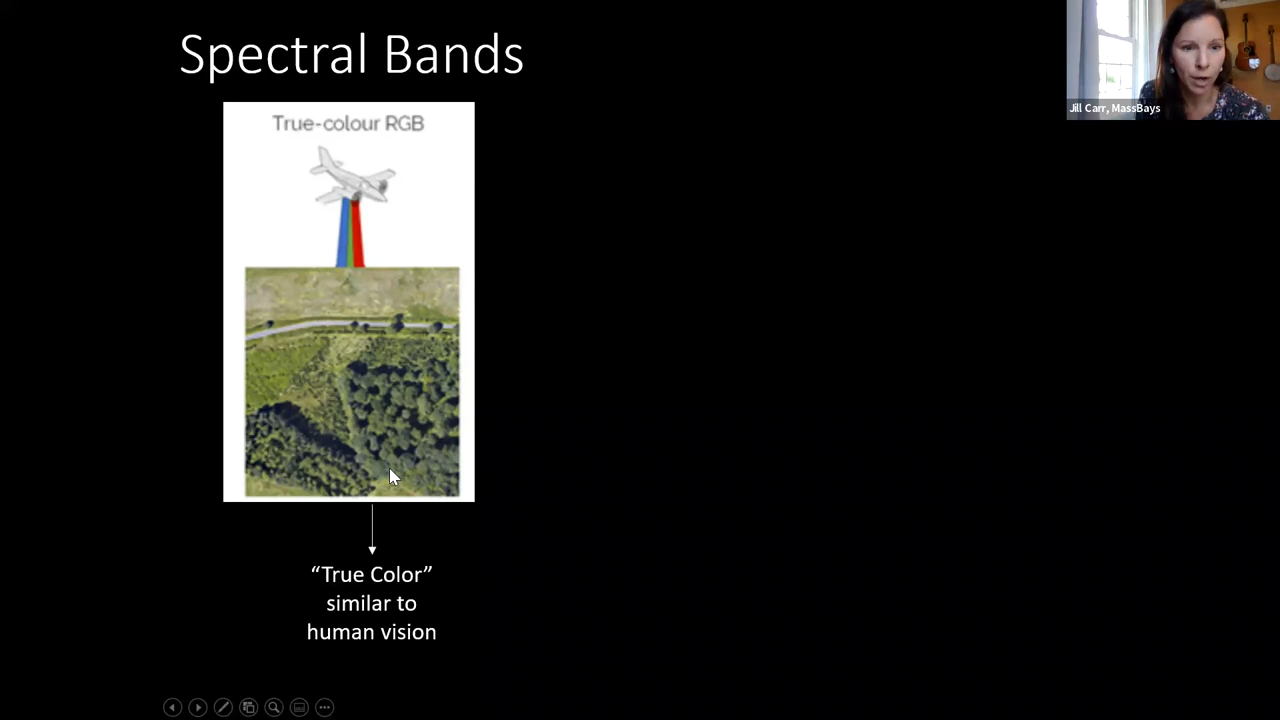 Spectral Bands
True-colour RGB
“True Color”
similar to
human vision
Jill Carr, MassBays